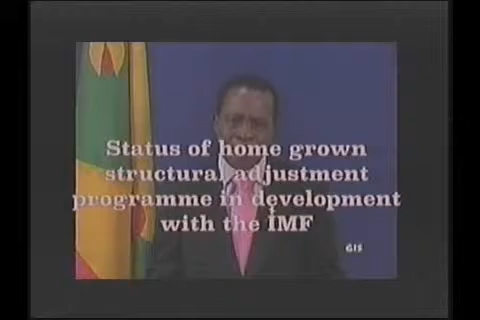 Status of home grown
structural adjustment
programme in development
with the IMF
GIS